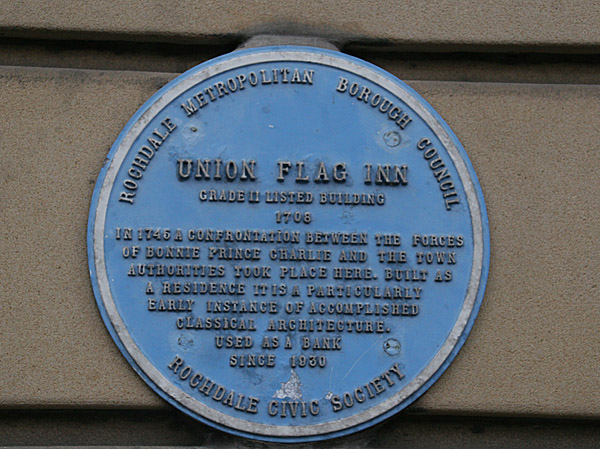 ROCHDALE METROPOLITAN BOROUGH COUNCIL
UNION FLAG INN
GRADE II LISTED BUILDING
1708
IN 1745 A CONFRONTATION BETWEEN THE FORCES
OF BONNIE PRINCE CHARLIE AND THE TOWN
AUTHORITIES TOOK PLACE HERE. BUILT AS
A RESIDENCE IT IS A PARTICULARLY
EARLY INSTANCE OF ACCOMPLISHED
CLASSICAL ARCHITECTURE.
USED AS A BANK
SINCE 1930
ROCHDALE CIVIC SOCIETY